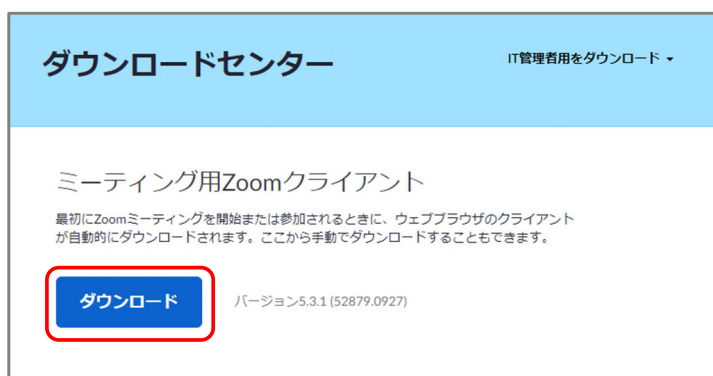 ダウンロードセンター
IT管理者用をダウンロード
ミーティング用Zoomクライアント
最初にZoomミーティングを開始または参加されるときに、ウェブブラウザのクライアント
が自動的にダウンロードされます。ここから手動でダウンロードすることもできます。
ダウンロード
バージョン5.3.1 (52879.0927)